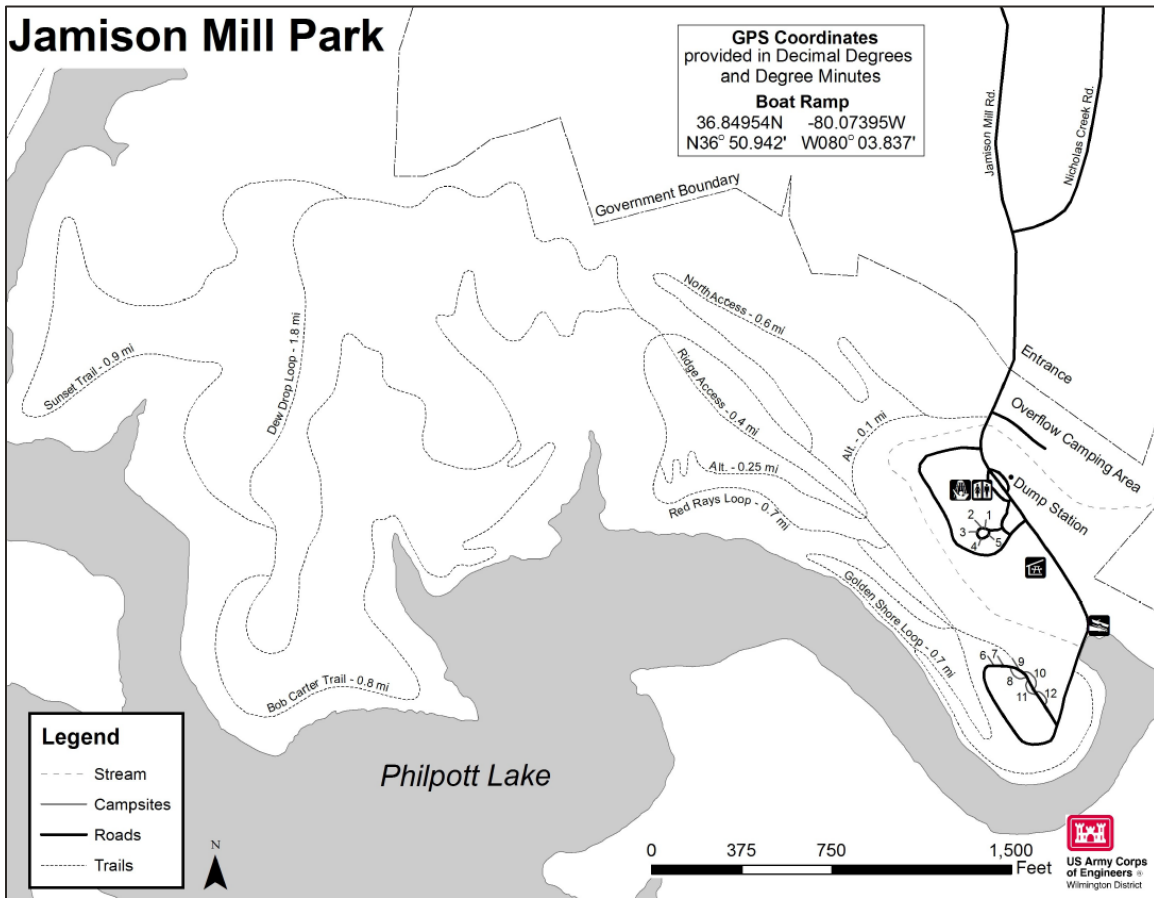 Jamison Mill Park
GPS Coordinates
provided in Decimal Degrees
and Degree Minutes
Boat Ramp
36.84954N -80.07395W
N36° 50.942' W080° 03.837'
Jamison Mill Rd.
Nicholas Creek Rd.
Government Boundary
North Access - 0.6 mi
Entrance
Sunset Trail - 0.9 mi
Dew Drop Loop - 1.8 mi
Ridge Access - 0.4 mi
Alt. - 0.1 mi
Overflow Camping Area
Alt. - 0.25 mi
Dump Station
Red Rays Loop - 0.7 mi
2 1
3
4 5
Golden Shore Loop - 0.7 mi
6 7 9
8 10
11 12
Bob Carter Trail - 0.8 mi
Philpott Lake
Legend
Stream
Campsites
Roads
Trails
N
0 375 750 1,500
Feet
US Army Corps
of Engineers ®
Wilmington District